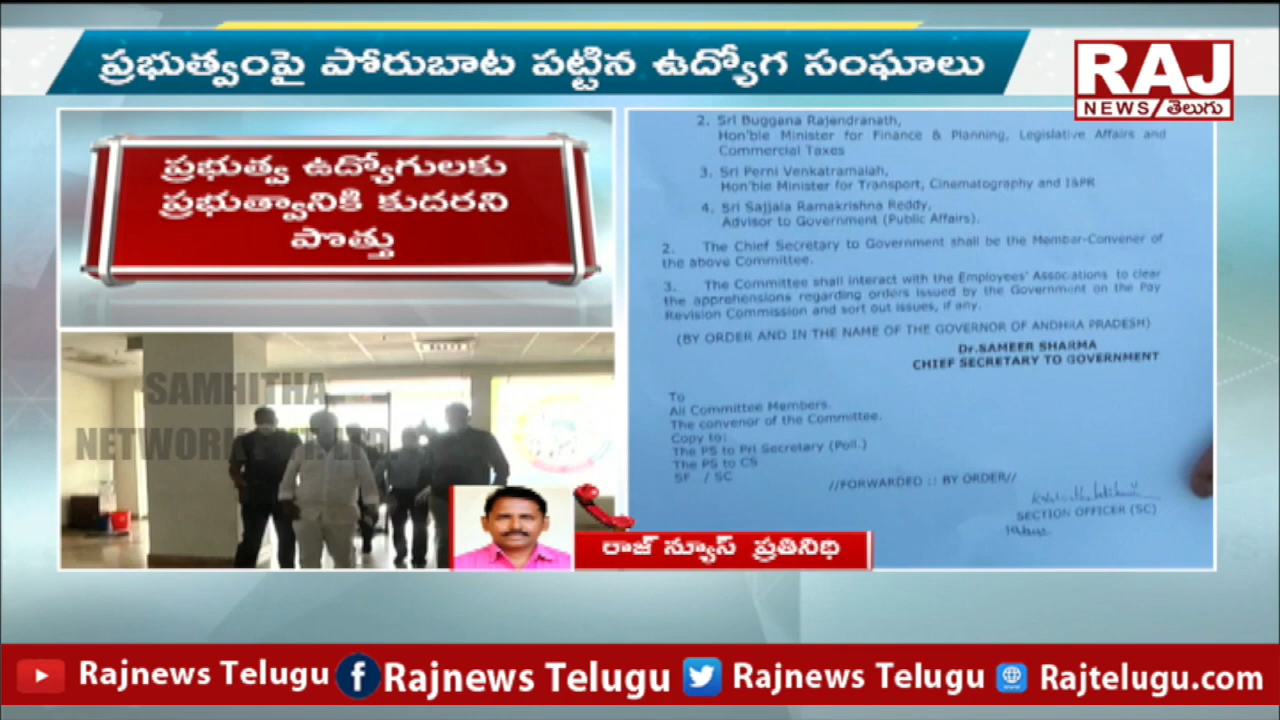 ప్రభుత్వంపై పోరుబాట పట్టిన ఉద్యోగ సంఘాలు
RAJ
NEWS తెలుగు
ప్రభుత్వ ఉద్యోగులకు
ప్రభుత్వానికి కుదరని
పొత్తు
2. Sri Buggana Rajendranath,
Hon'ble Minister for Finance & Planning, Legislative Affairs and
Commercial Taxes
3. Sri Perni Venkatramaiah,
Hon'ble Minister for Transport, Cinematography and I&PR
4. Sri Sajjala Ramakrishna Reddy,
Advisor to Government (Public Affairs).
2. The Chief Secretary to Government shall be the Member-Convener of
the above Committee.
3. The Committee shall interact with the Employees' Associations to clear
the apprehensions regarding orders issued by the Government on the Pay
Revision Commission and sort out issues, if any.
(BY ORDER AND IN THE NAME OF THE GOVERNOR OF ANDHRA PRADESH)
Dr.SAMEER SHARMA
CHIEF SECRETARY TO GOVERNMENT
To
All Committee Members.
The convenor of the Committee.
Copy to:
The PS to Pri Secretary (Poll.)
The PS to CS
SF / SC
//FORWARDED :: BY ORDER//
SECTION OFFICER (SC)
SAMHITHA
NETWORK PVT. LTD.
రాజ్ న్యూస్ ప్రతినిధి
Rajnews Telugu
Rajnews Telugu
Rajnews Telugu
Rajtelugu.com